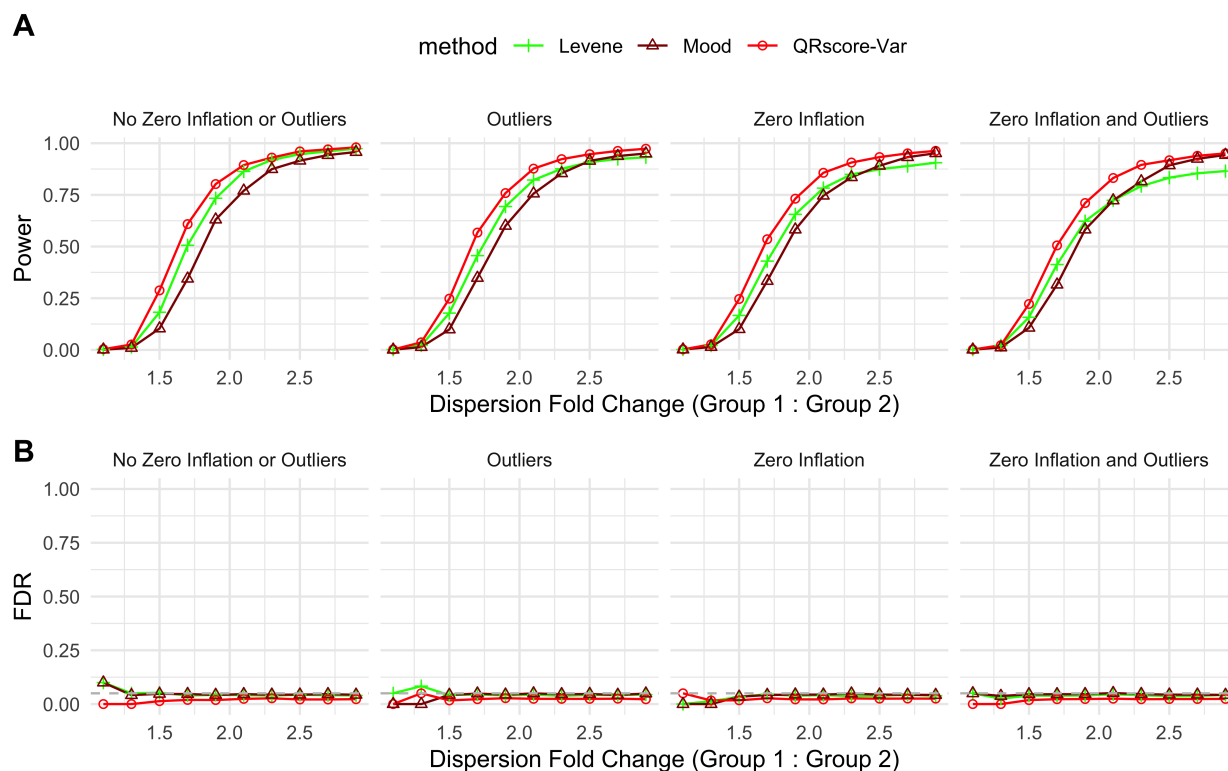 A
method Levene Mood QRscore-Var
No Zero Inflation or Outliers Outliers Zero Inflation Zero Inflation and Outliers
1.00
0.75
0.50
0.25
0.00
Power
1.5 2.0 2.5 1.5 2.0 2.5 1.5 2.0 2.5 1.5 2.0 2.5
Dispersion Fold Change (Group 1 : Group 2)
B
No Zero Inflation or Outliers Outliers Zero Inflation Zero Inflation and Outliers
1.00
0.75
0.50
0.25
0.00
FDR
1.5 2.0 2.5 1.5 2.0 2.5 1.5 2.0 2.5 1.5 2.0 2.5
Dispersion Fold Change (Group 1 : Group 2)